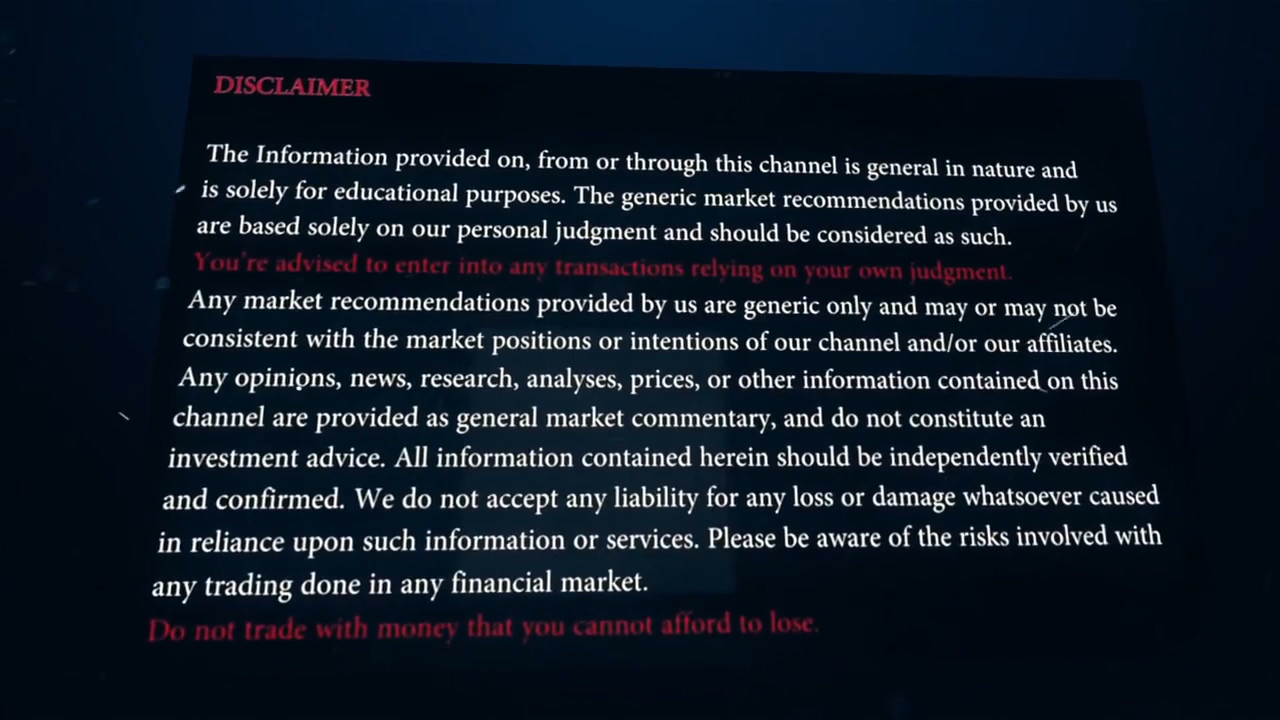 DISCLAIMER
The Information provided on, from or through this channel is general in nature and
is solely for educational purposes. The generic market recommendations provided by us
are based solely on our personal judgment and should be considered as such.
You're advised to enter into any transactions relying on your own judgment.
Any market recommendations provided by us are generic only and may or may not be
consistent with the market positions or intentions of our channel and/or our affiliates.
Any opinions, news, research, analyses, prices, or other information contained on this
channel are provided as general market commentary, and do not constitute an
investment advice. All information contained herein should be independently verified
and confirmed. We do not accept any liability for any loss or damage whatsoever caused
in reliance upon such information or services. Please be aware of the risks involved with
any trading done in any financial market.
Do not trade with money that you cannot afford to lose.